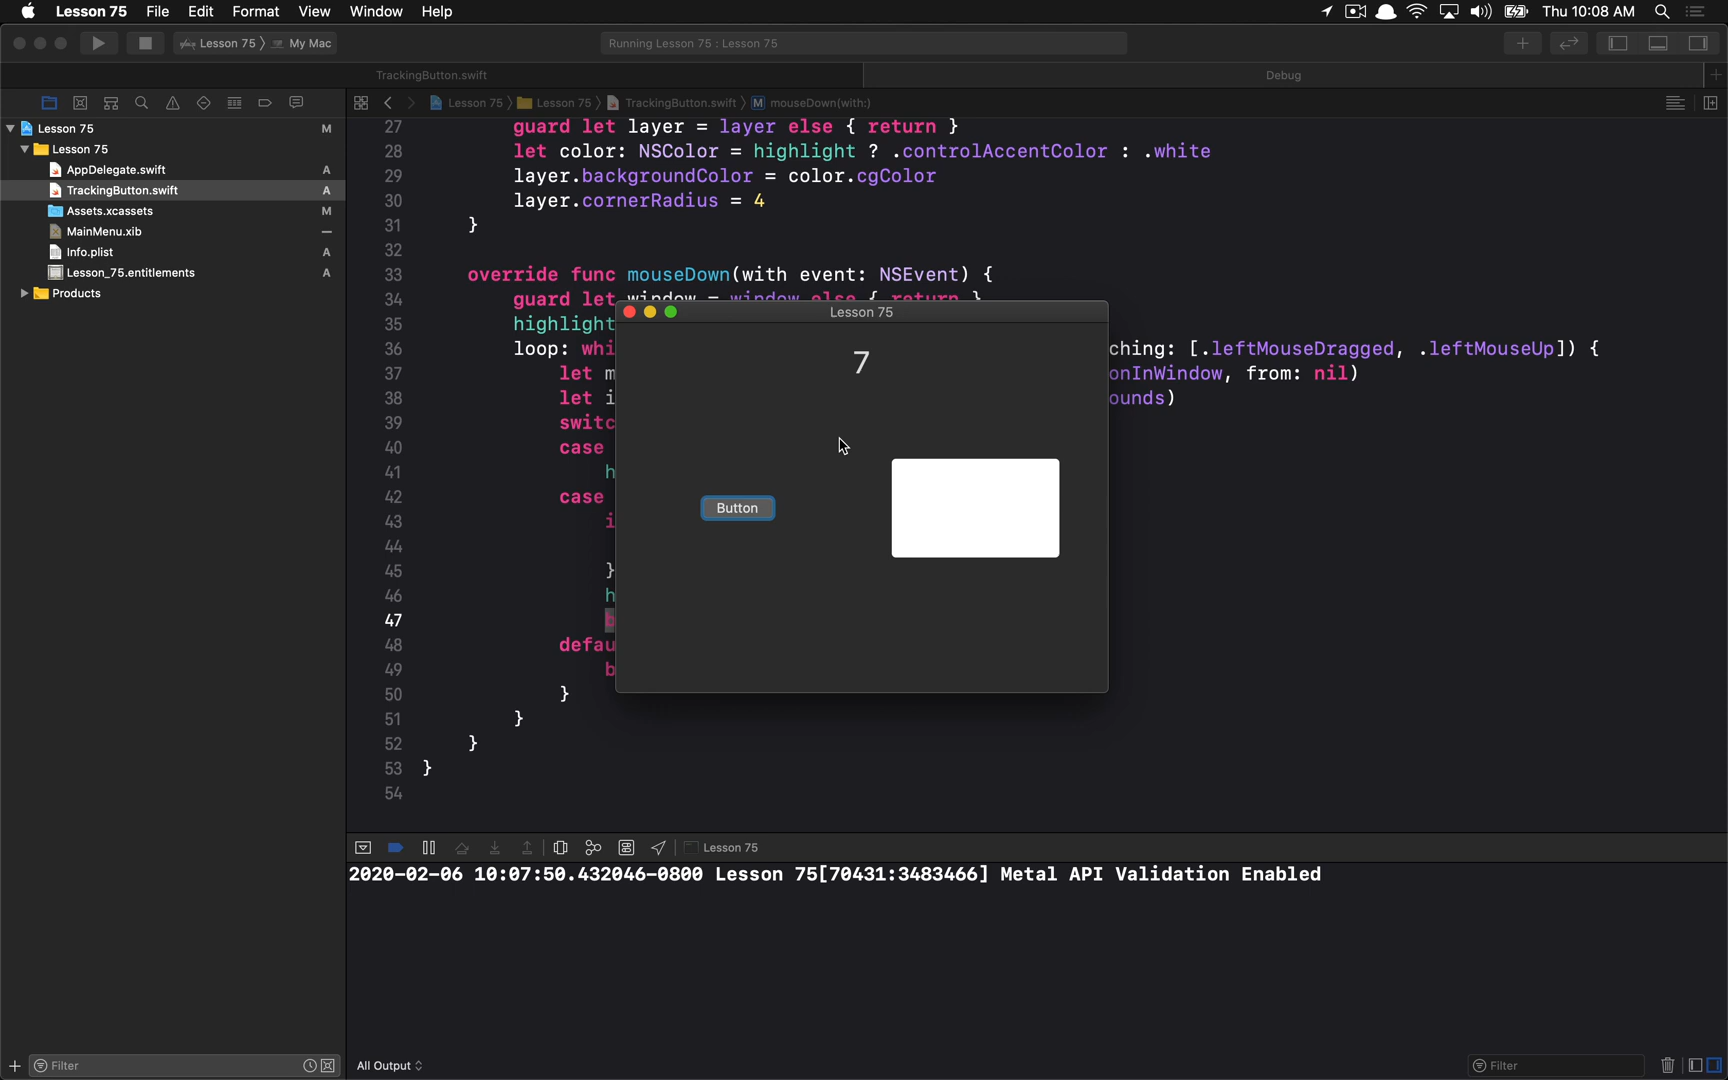 Lesson 75 File Edit Format View Window Help Thu 10:08 AM
Lesson 75 〉 My Mac Running Lesson 75 : Lesson 75
TrackingButton.swift Debug
Lesson 75 〉 Lesson 75 〉 TrackingButton.swift 〉 M mouseDown(with:)
Lesson 75 M
Lesson 75
AppDelegate.swift A
TrackingButton.swift A
Assets.xcassets M
MainMenu.xib —
Info.plist A
Lesson_75.entitlements A
Products
27 guard let layer = layer else { return }
28 let color: NSColor = highlight ? .controlAccentColor : .white
29 layer.backgroundColor = color.cgColor
30 layer.cornerRadius = 4
31 }
32
33 override func mouseDown(with event: NSEvent) {
34 guard let window = window else { return }
35 highlight
36 loop: whi ching: [.leftMouseDragged, .leftMouseUp]) {
37 let m onInWindow, from: nil)
38 let i ounds)
39 switc
40 case
41 h
42 case
43 i
44
45 }
46 h
47 b
48 defau
49 b
50 }
51 }
52 }
53 }
54
Lesson 75
7
Button
Lesson 75
2020-02-06 10:07:50.432046-0800 Lesson 75[70431:3483466] Metal API Validation Enabled
Filter All Output Filter